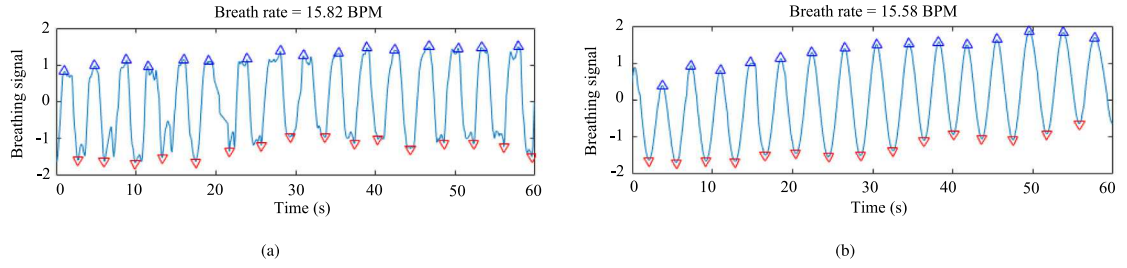 Breath rate = 15.82 BPM
Breathing signal
2
1
0
-1
-2
0 10 20 30 40 50 60
Time (s)
(a)
Breath rate = 15.58 BPM
Breathing signal
2
1
0
-1
-2
0 10 20 30 40 50 60
Time (s)
(b)